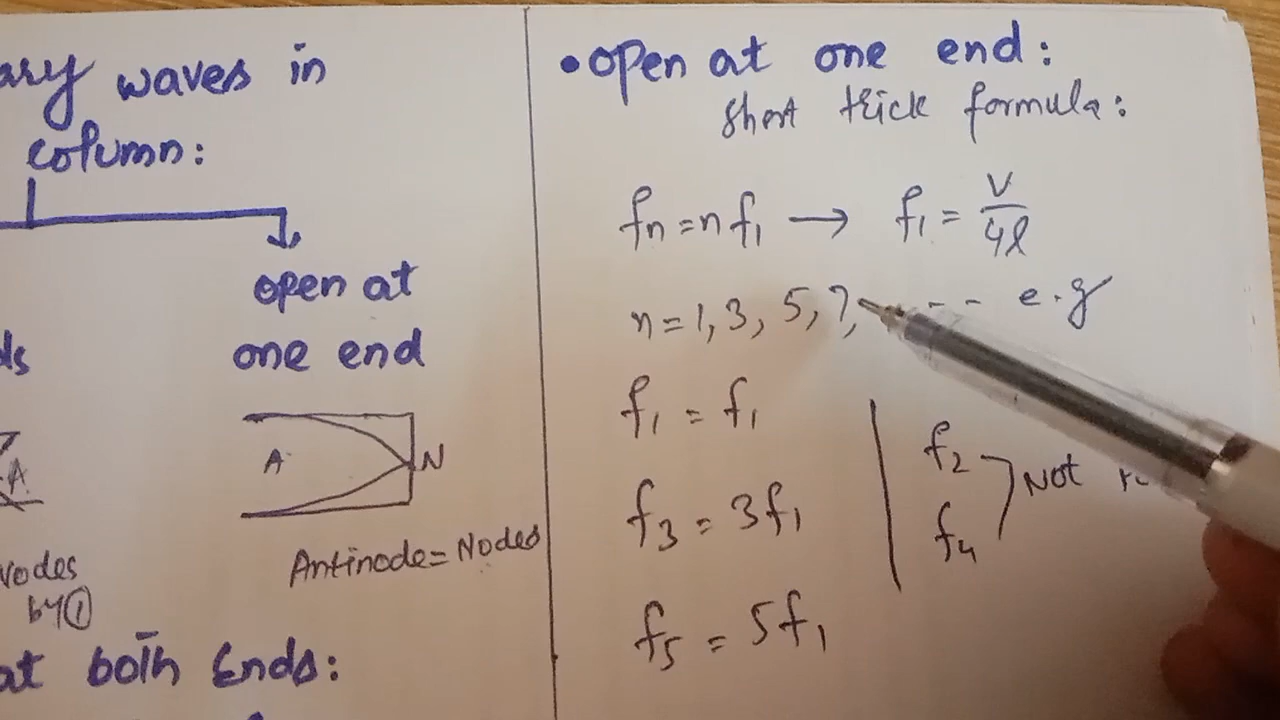 ary waves in
column:
open at
one end
A N
Antinode = Nodes
Nodes
by ①
at both Ends:
• open at one end:
short trick formula:
fn = n f₁ → f₁ = V/4l
n = 1, 3, 5, 7, - - - e.g
f₁ = f₁
f₃ = 3f₁
f₅ = 5f₁
f₂
f₄
Not